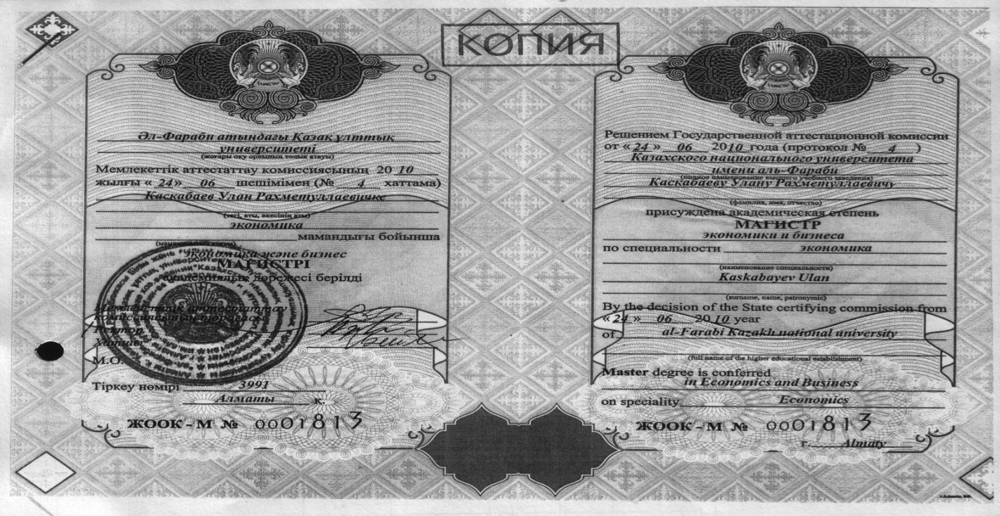 КОПИЯ
Әл-Фараби атындағы Қазақ ұлттық
университеті
(жоғары оқу орнының толық атауы)
Мемлекеттік аттестаттау комиссиясының 20 10
жылғы « 24» 06 шешімімен (№ 4 хаттама)
Каскабаев Улан Рахметуллаевичке
(тегі, аты, әкесінің аты)
экономика
мамандығы бойынша
экономика және бизнес
МАГИСТРІ
академиялық дәрежесі берілді
Мемлекеттік аттестаттау
комиссиясының төрағасы
Ректор
Хатшы
М.О.
Тіркеу нөмірі 3991
Алматы қ.
ЖООК - М № 0001813
Решением Государственной аттестационной комиссии
от « 24 » 06 2010 года (протокол № 4 )
Казахского национального университета
имени аль-Фараби
(полное наименование высшего учебного заведения)
Каскабаеву Улану Рахметуллаевичу
(фамилия, имя, отчество)
присуждена академическая степень
МАГИСТР
экономики и бизнеса
по специальности экономика
(наименование специальности)
Kaskabayev Ulan
(surname, name, patronymic)
By the decision of the State certifying commission from
« 24 » 06 20 10 year
of al-Farabi Kazakh national university
(full name of the higher educational establishment)
Master degree is conferred
in Economics and Business
on speciality Economics
ЖООК - М № 0001813
г. Almaty